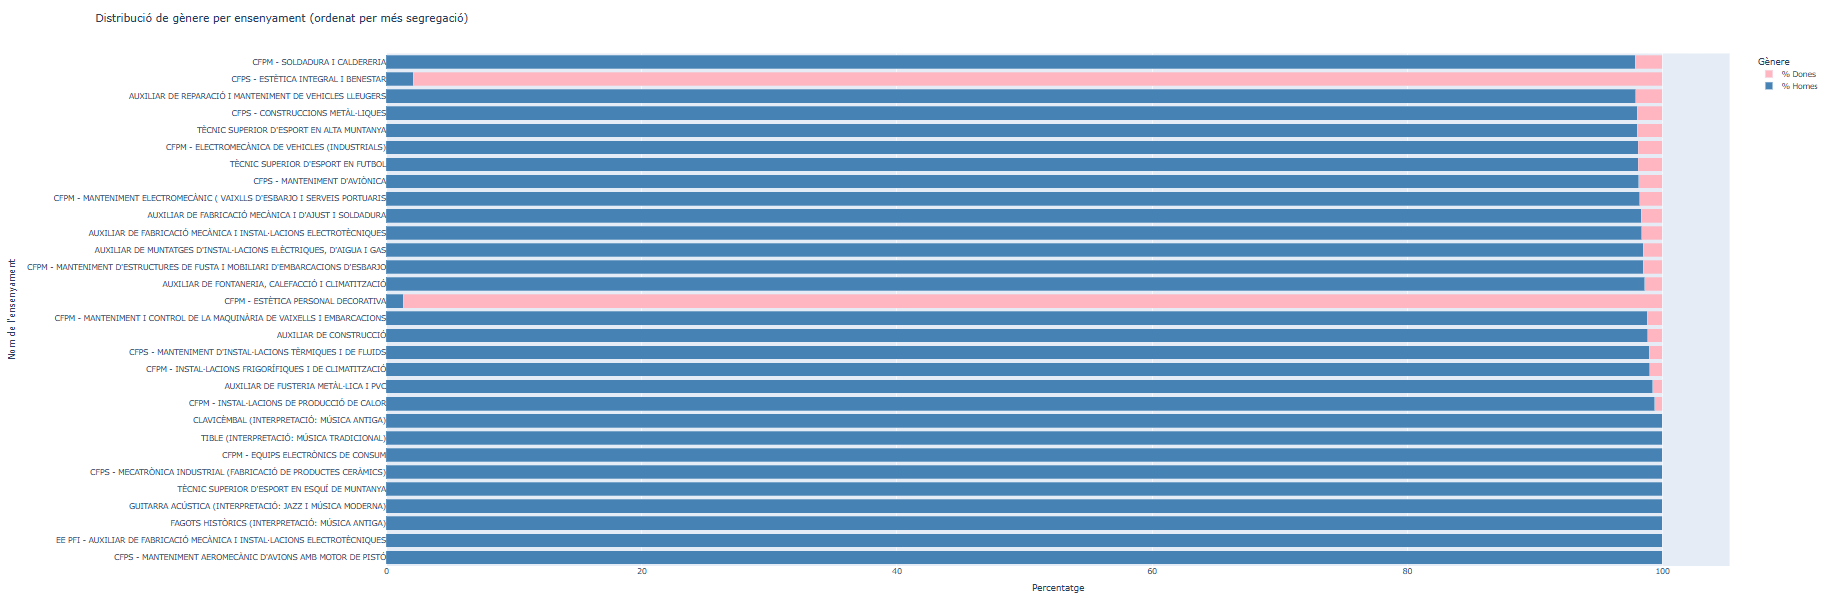 Distribució de gènere per ensenyament (ordenat per més segregació)
Gènere
% Dones
% Homes
CFPM - SOLDADURA I CALDERERIA
CFPS - ESTÈTICA INTEGRAL I BENESTAR
AUXILIAR DE REPARACIÓ I MANTENIMENT DE VEHICLES LLEUGERS
CFPS - CONSTRUCCIONS METÀL·LIQUES
TÈCNIC SUPERIOR D'ESPORT EN ALTA MUNTANYA
CFPM - ELECTROMECÀNICA DE VEHICLES (INDUSTRIALS)
TÈCNIC SUPERIOR D'ESPORT EN FUTBOL
CFPS - MANTENIMENT D'AVIÒNICA
CFPM - MANTENIMENT ELECTROMECÀNIC ( VAIXLLS D'ESBARJO I SERVEIS PORTUARIS
AUXILIAR DE FABRICACIÓ MECÀNICA I D'AJUST I SOLDADURA
AUXILIAR DE FABRICACIÓ MECÀNICA I INSTAL·LACIONS ELECTROTÈCNIQUES
AUXILIAR DE MUNTATGES D'INSTAL·LACIONS ELÈCTRIQUES, D'AIGUA I GAS
CFPM - MANTENIMENT D'ESTRUCTURES DE FUSTA I MOBILIARI D'EMBARCACIONS D'ESBARJO
AUXILIAR DE FONTANERIA, CALEFACCIÓ I CLIMATITZACIÓ
CFPM - ESTÈTICA PERSONAL DECORATIVA
CFPM - MANTENIMENT I CONTROL DE LA MAQUINÀRIA DE VAIXELLS I EMBARCACIONS
AUXILIAR DE CONSTRUCCIÓ
CFPS - MANTENIMENT D'INSTAL·LACIONS TÈRMIQUES I DE FLUIDS
CFPM - INSTAL·LACIONS FRIGORÍFIQUES I DE CLIMATITZACIÓ
AUXILIAR DE FUSTERIA METÀL·LICA I PVC
CFPM - INSTAL·LACIONS DE PRODUCCIÓ DE CALOR
CLAVICÈMBAL (INTERPRETACIÓ: MÚSICA ANTIGA)
TIBLE (INTERPRETACIÓ: MÚSICA TRADICIONAL)
CFPM - EQUIPS ELECTRÒNICS DE CONSUM
CFPS - MECATRÒNICA INDUSTRIAL (FABRICACIÓ DE PRODUCTES CERÀMICS)
TÈCNIC SUPERIOR D'ESPORT EN ESQUÍ DE MUNTANYA
GUITARRA ACÚSTICA (INTERPRETACIÓ: JAZZ I MÚSICA MODERNA)
FAGOTS HISTÒRICS (INTERPRETACIÓ: MÚSICA ANTIGA)
EE PFI - AUXILIAR DE FABRICACIÓ MECÀNICA I INSTAL·LACIONS ELECTROTÈCNIQUES
CFPS - MANTENIMENT AEROMECÀNIC D'AVIONS AMB MOTOR DE PISTÓ
Nom de l'ensenyament
0 20 40 60 80 100
Percentatge